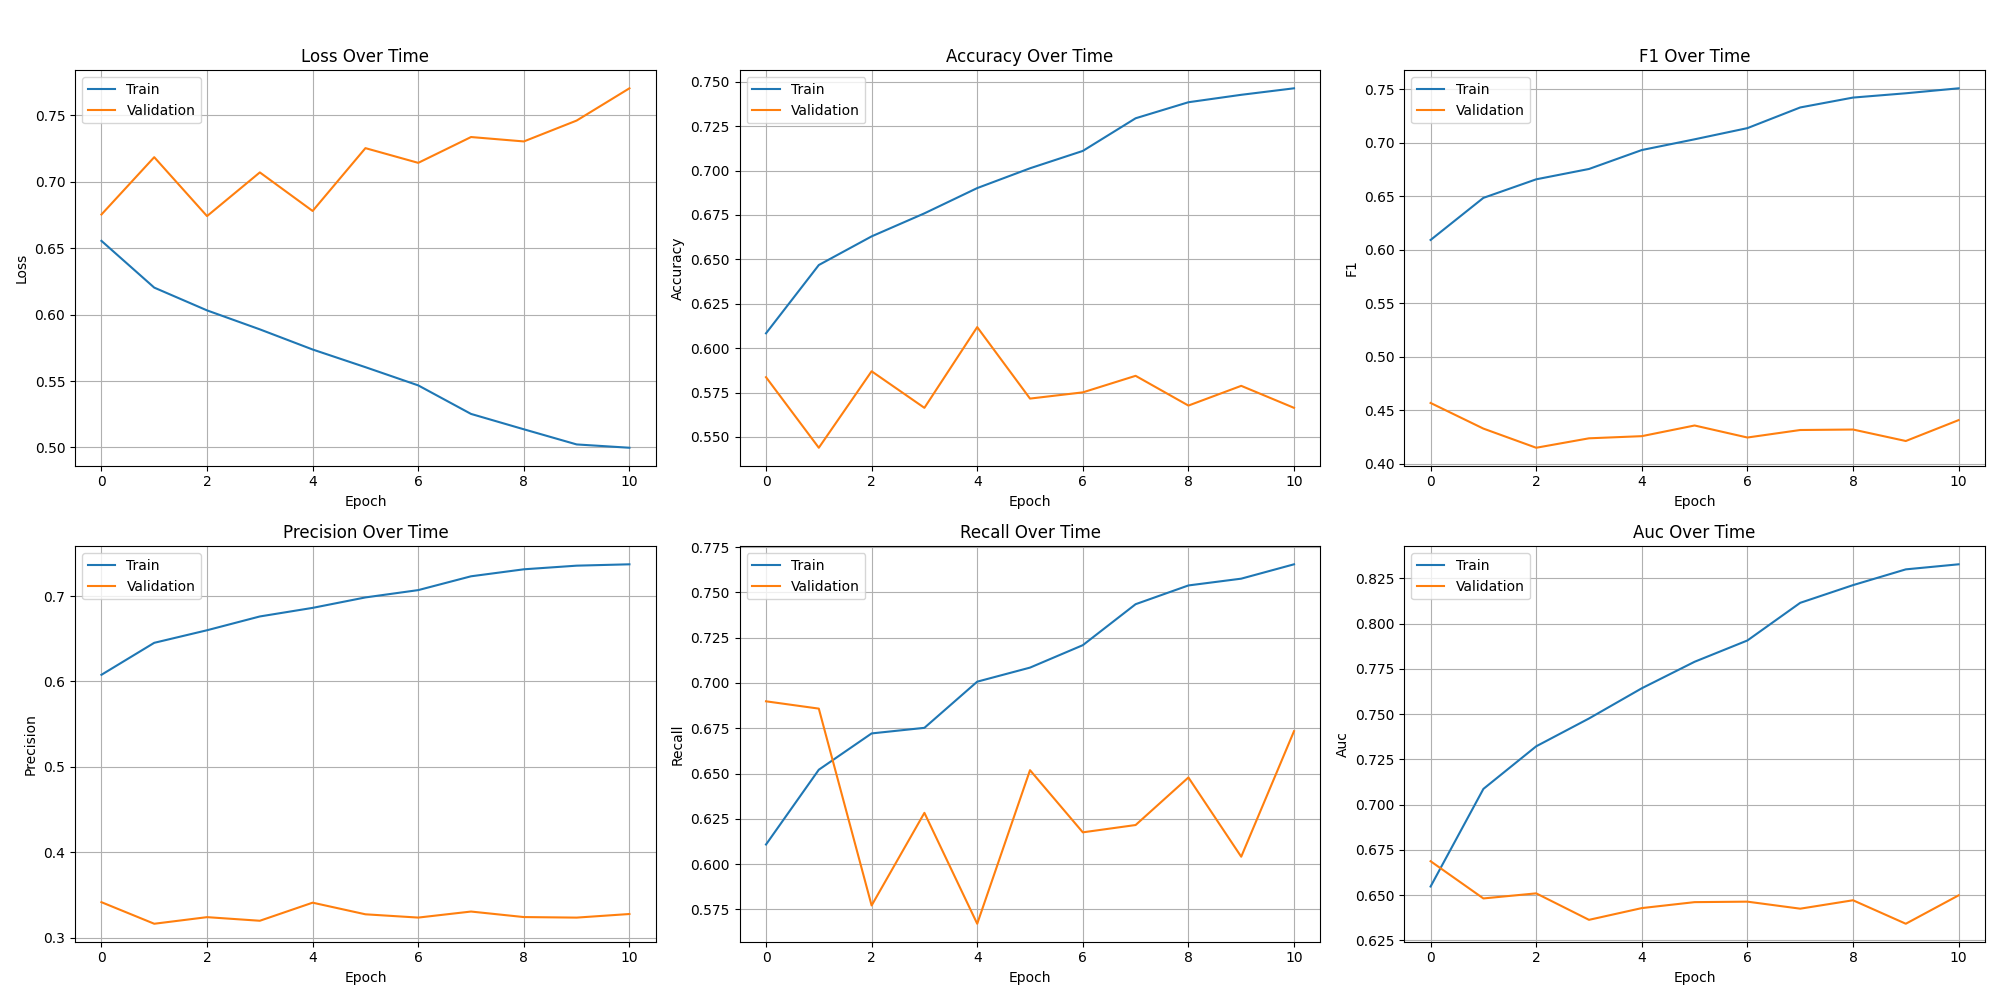 Loss Over Time
Train
Validation
0.75
0.70
0.65
0.60
0.55
0.50
Loss
0 2 4 6 8 10
Epoch
Accuracy Over Time
Train
Validation
0.750
0.725
0.700
0.675
0.650
0.625
0.600
0.575
0.550
Accuracy
0 2 4 6 8 10
Epoch
F1 Over Time
Train
Validation
0.75
0.70
0.65
0.60
0.55
0.50
0.45
0.40
F1
0 2 4 6 8 10
Epoch
Precision Over Time
Train
Validation
0.7
0.6
0.5
0.4
0.3
Precision
0 2 4 6 8 10
Epoch
Recall Over Time
Train
Validation
0.775
0.750
0.725
0.700
0.675
0.650
0.625
0.600
0.575
Recall
0 2 4 6 8 10
Epoch
Auc Over Time
Train
Validation
0.825
0.800
0.775
0.750
0.725
0.700
0.675
0.650
0.625
Auc
0 2 4 6 8 10
Epoch